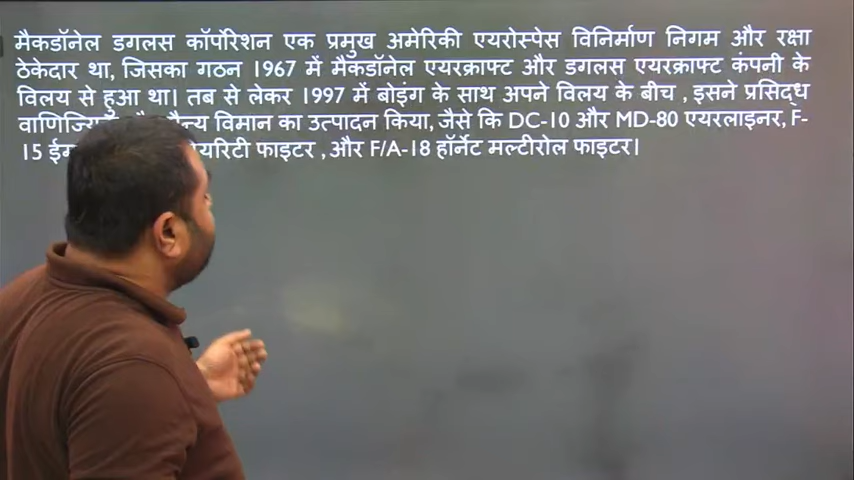 मैकडॉनेल डगलस कॉर्पोरेशन एक प्रमुख अमेरिकी एयरोस्पेस विनिर्माण निगम और रक्षा
ठेकेदार था, जिसका गठन 1967 में मैकडॉनेल एयरक्राफ्ट और डगलस एयरक्राफ्ट कंपनी के
विलय से हुआ था। तब से लेकर 1997 में बोइंग के साथ अपने विलय के बीच , इसने प्रसिद्ध
विमान का उत्पादन किया, जैसे कि DC-10 और MD-80 एयरलाइनर, F-
15 फाइटर , और F/A-18 हॉर्नेट मल्टीरोल फाइटर।